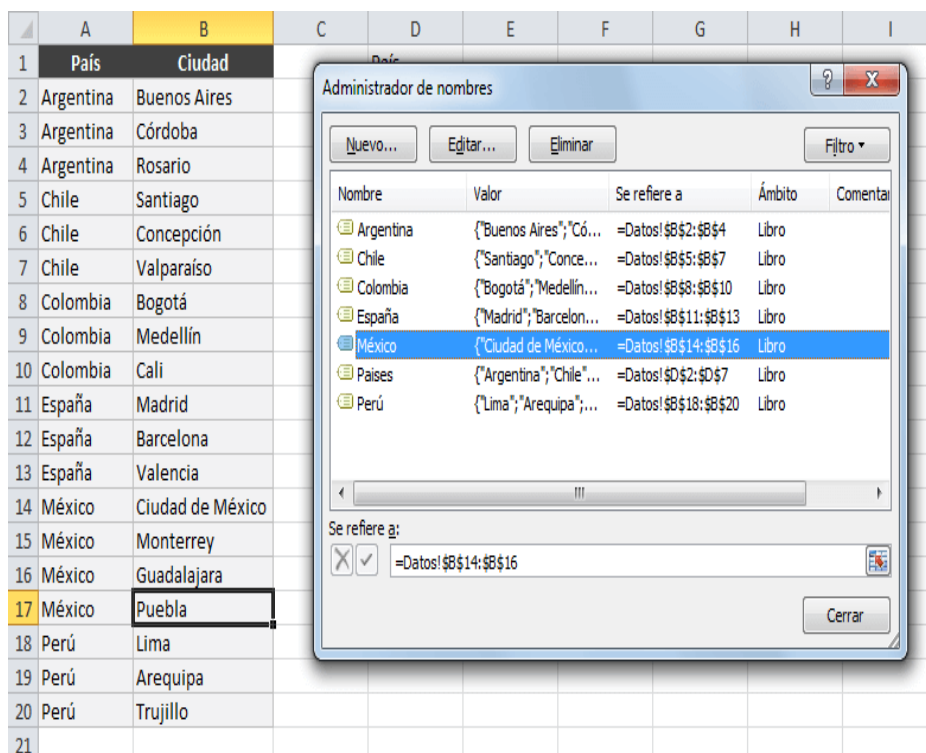 A B C D E F G H I
1 País Ciudad
2 Argentina Buenos Aires
3 Argentina Córdoba
4 Argentina Rosario
5 Chile Santiago
6 Chile Concepción
7 Chile Valparaíso
8 Colombia Bogotá
9 Colombia Medellín
10 Colombia Cali
11 España Madrid
12 España Barcelona
13 España Valencia
14 México Ciudad de México
15 México Monterrey
16 México Guadalajara
17 México Puebla
18 Perú Lima
19 Perú Arequipa
20 Perú Trujillo
21
País
Administrador de nombres
Nuevo... Editar... Eliminar Filtro
Nombre Valor Se refiere a Ámbito Comentar
Argentina {"Buenos Aires";"Có... =Datos!$B$2:$B$4 Libro
Chile {"Santiago";"Conce... =Datos!$B$5:$B$7 Libro
Colombia {"Bogotá";"Medellín... =Datos!$B$8:$B$10 Libro
España {"Madrid";"Barcelon... =Datos!$B$11:$B$13 Libro
México {"Ciudad de México... =Datos!$B$14:$B$16 Libro
Paises {"Argentina";"Chile"... =Datos!$D$2:$D$7 Libro
Perú {"Lima";"Arequipa";... =Datos!$B$18:$B$20 Libro
Se refiere a:
=Datos!$B$14:$B$16
Cerrar